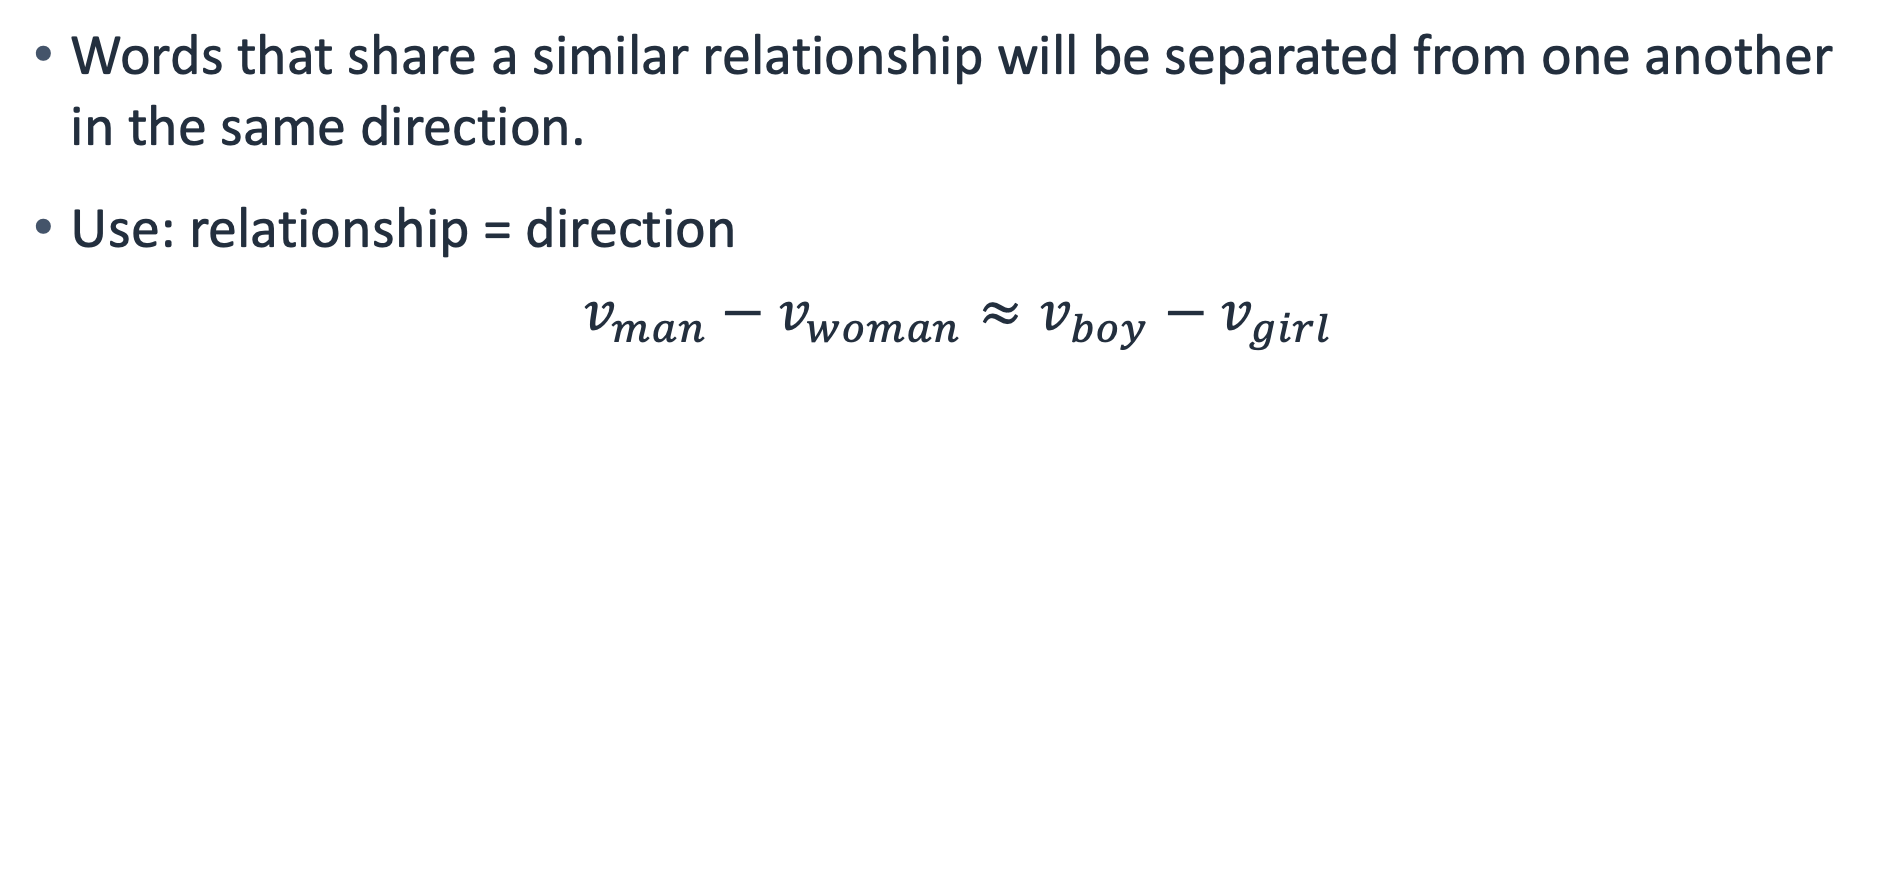 • Words that share a similar relationship will be separated from one another
in the same direction.
• Use: relationship = direction
𝑣ₘₐₙ − 𝑣_woman ≈ 𝑣_boy − 𝑣_girl